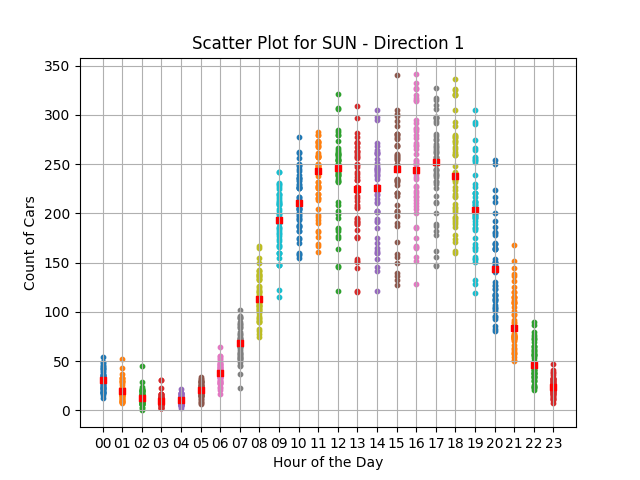 Scatter Plot for SUN - Direction 1
Count of Cars
350
300
250
200
150
100
50
0
00 01 02 03 04 05 06 07 08 09 10 11 12 13 14 15 16 17 18 19 20 21 22 23
Hour of the Day